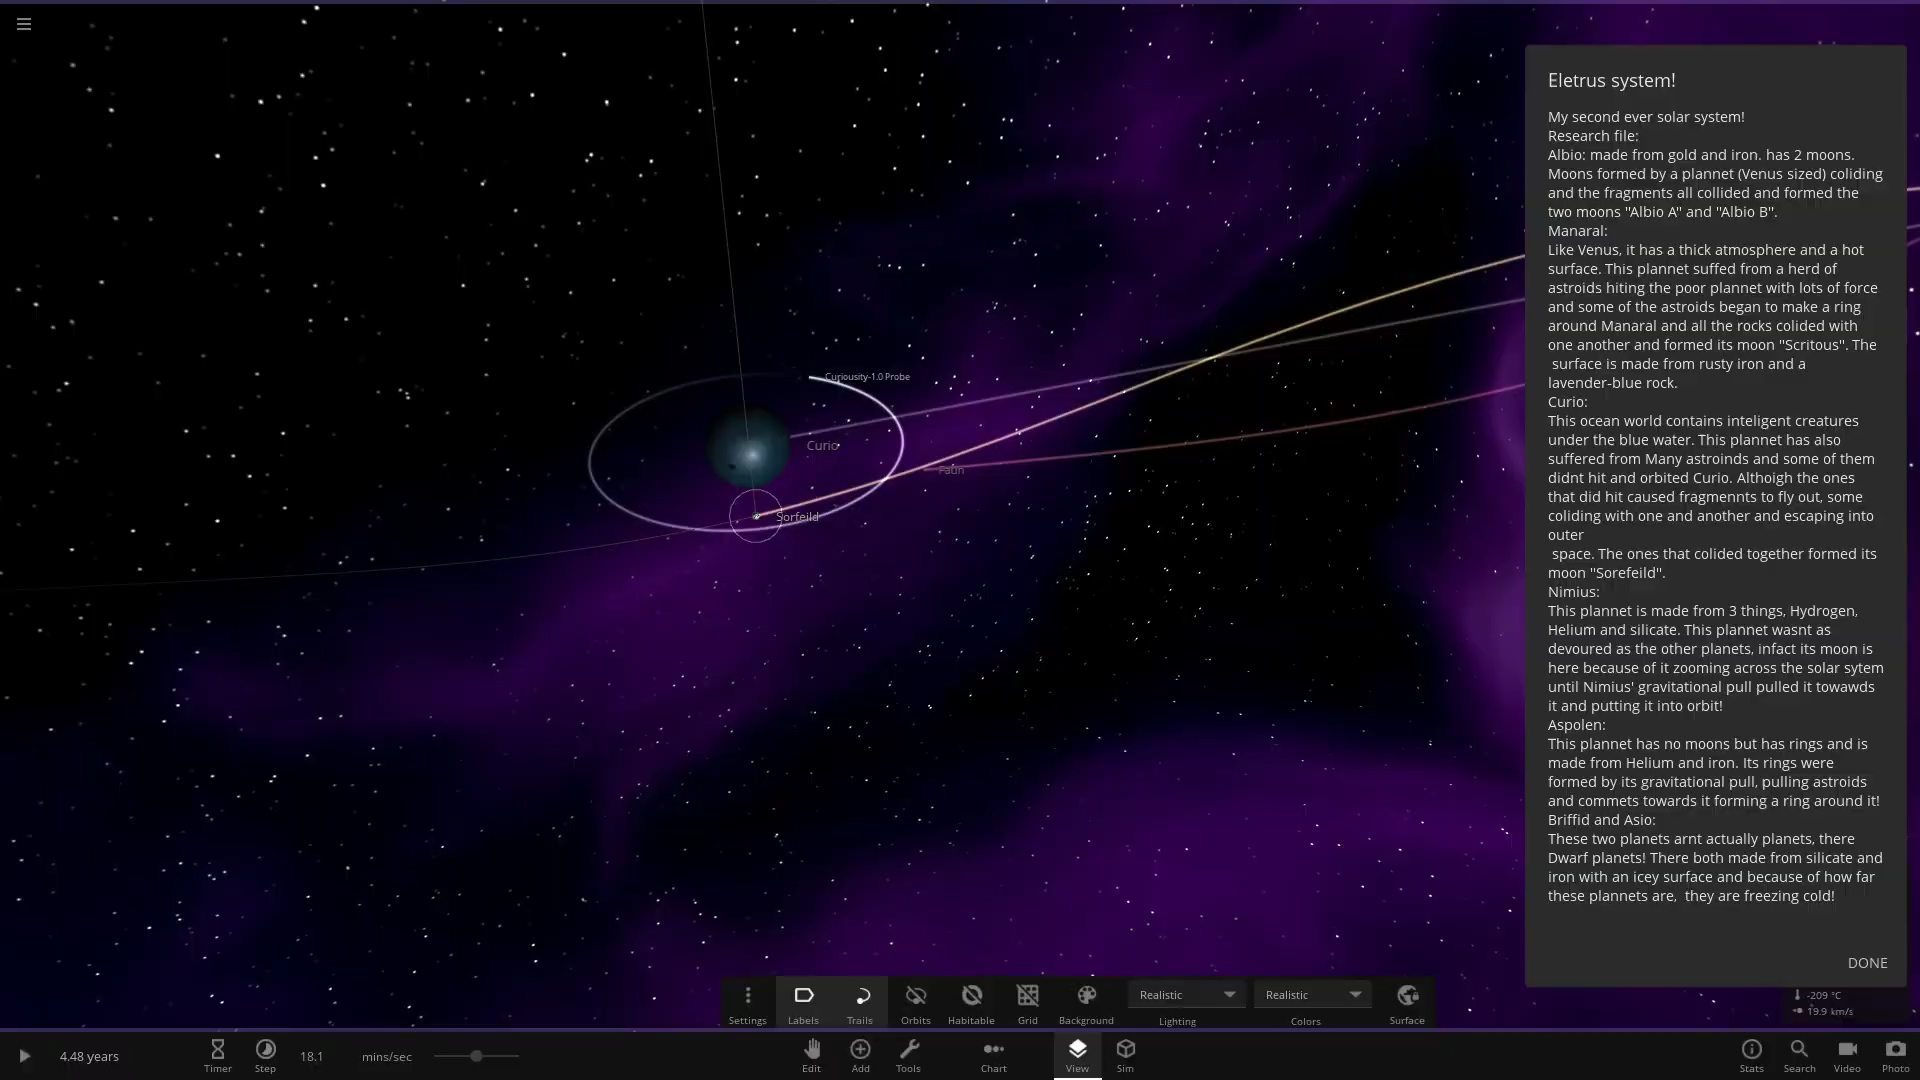 Eletrus system!
My second ever solar system!
Research file:
Albio: made from gold and iron. has 2 moons.
Moons formed by a plannet (Venus sized) coliding
and the fragments all collided and formed the
two moons "Albio A" and "Albio B".
Manaral:
Like Venus, it has a thick atmosphere and a hot
surface. This plannet suffed from a herd of
astroids hiting the poor plannet with lots of force
and some of the astroids began to make a ring
around Manaral and all the rocks colided with
one another and formed its moon "Scritous". The
surface is made from rusty iron and a
lavender-blue rock.
Curio:
This ocean world contains inteligent creatures
under the blue water. This plannet has also
suffered from Many astroinds and some of them
didnt hit and orbited Curio. Althoigh the ones
that did hit caused fragmennts to fly out, some
coliding with one and another and escaping into
outer
space. The ones that colided together formed its
moon "Sorefeild".
Nimius:
This plannet is made from 3 things, Hydrogen,
Helium and silicate. This plannet wasnt as
devoured as the other planets, infact its moon is
here because of it zooming across the solar sytem
until Nimius' gravitational pull pulled it towawds
it and putting it into orbit!
Aspolen:
This plannet has no moons but has rings and is
made from Helium and iron. Its rings were
formed by its gravitational pull, pulling astroids
and commets towards it forming a ring around it!
Briffid and Asio:
These two planets arnt actually planets, there
Dwarf planets! There both made from silicate and
iron with an icey surface and because of how far
these plannets are, they are freezing cold!
DONE
Curiousity-1.0 Probe
Curio
Sorfeild
-209 °C
19.9 km/s
Settings
Labels
Trails
Orbits
Habitable
Grid
Background
Realistic
Lighting
Realistic
Colors
Surface
4.48 years
Timer
Step
18.1
mins/sec
Edit
Add
Tools
Chart
View
Sim
Stats
Search
Video
Photo